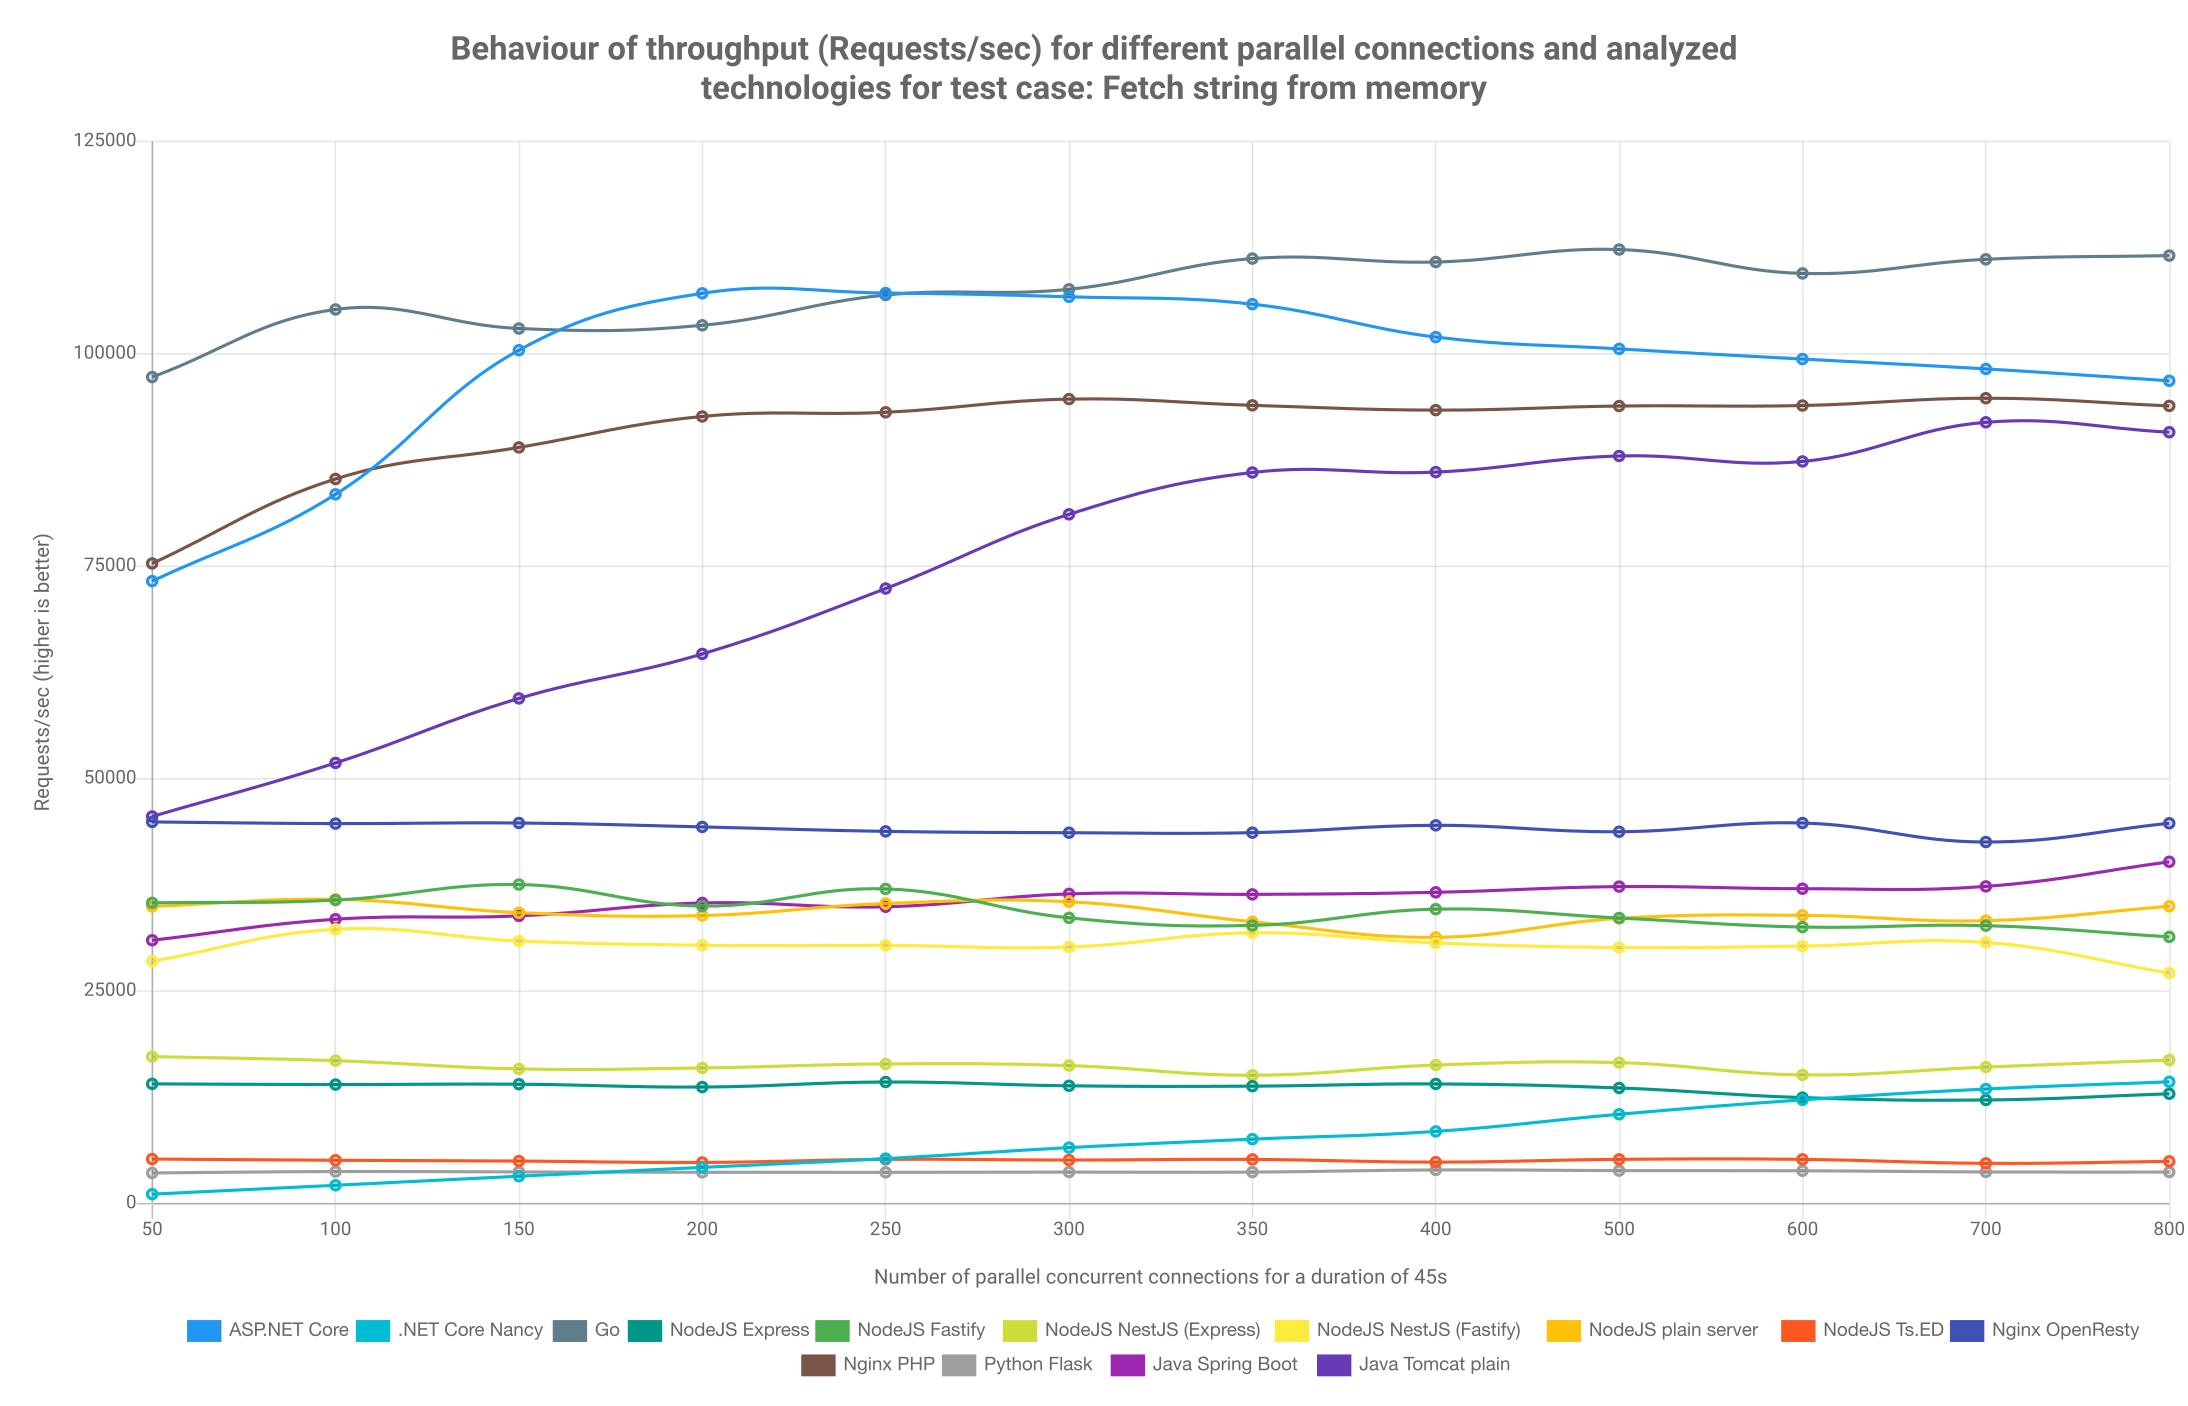 Behaviour of throughput (Requests/sec) for different parallel connections and analyzed
technologies for test case: Fetch string from memory
125000
100000
75000
50000
25000
0
Requests/sec (higher is better)
50 100 150 200 250 300 350 400 500 600 700 800
Number of parallel concurrent connections for a duration of 45s
ASP.NET Core .NET Core Nancy Go NodeJS Express NodeJS Fastify NodeJS NestJS (Express) NodeJS NestJS (Fastify) NodeJS plain server NodeJS Ts.ED Nginx OpenResty
Nginx PHP Python Flask Java Spring Boot Java Tomcat plain